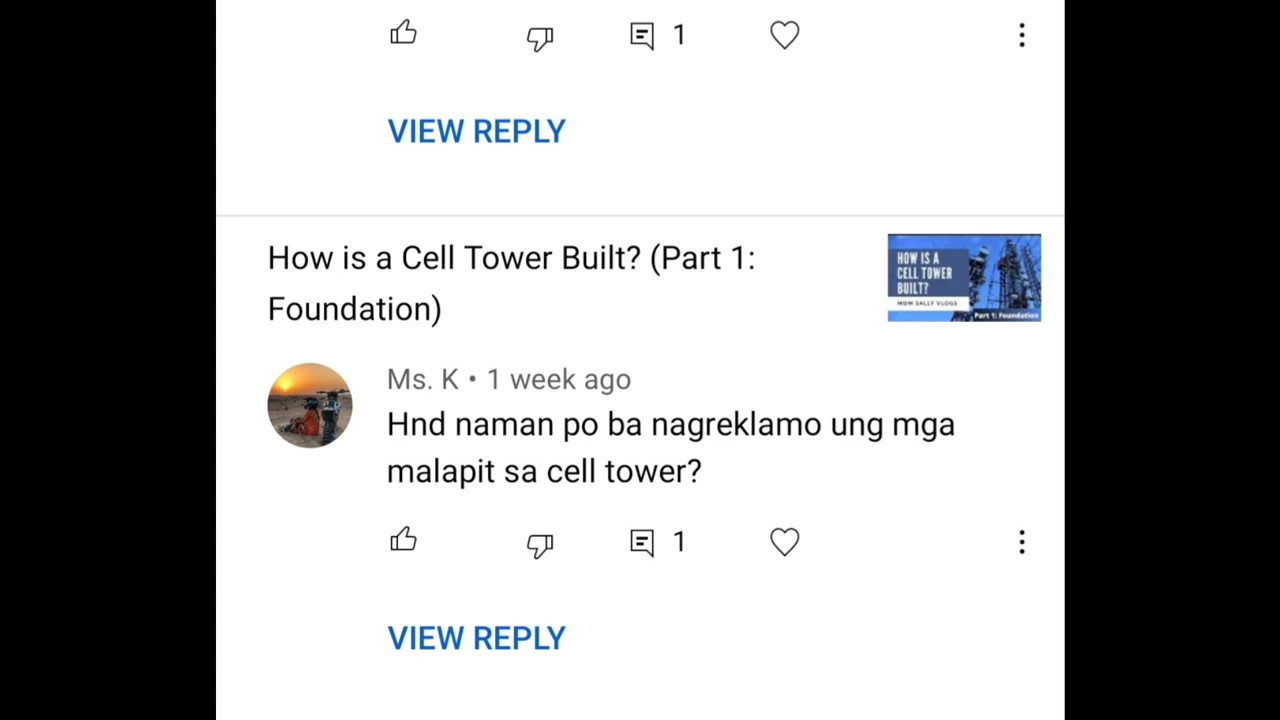 1
VIEW REPLY
How is a Cell Tower Built? (Part 1:
Foundation)
HOW IS A
CELL TOWER
BUILT?
MOM SALLY VLOGS
Part 1: Foundation
Ms. K • 1 week ago
Hnd naman po ba nagreklamo ung mga
malapit sa cell tower?
1
VIEW REPLY